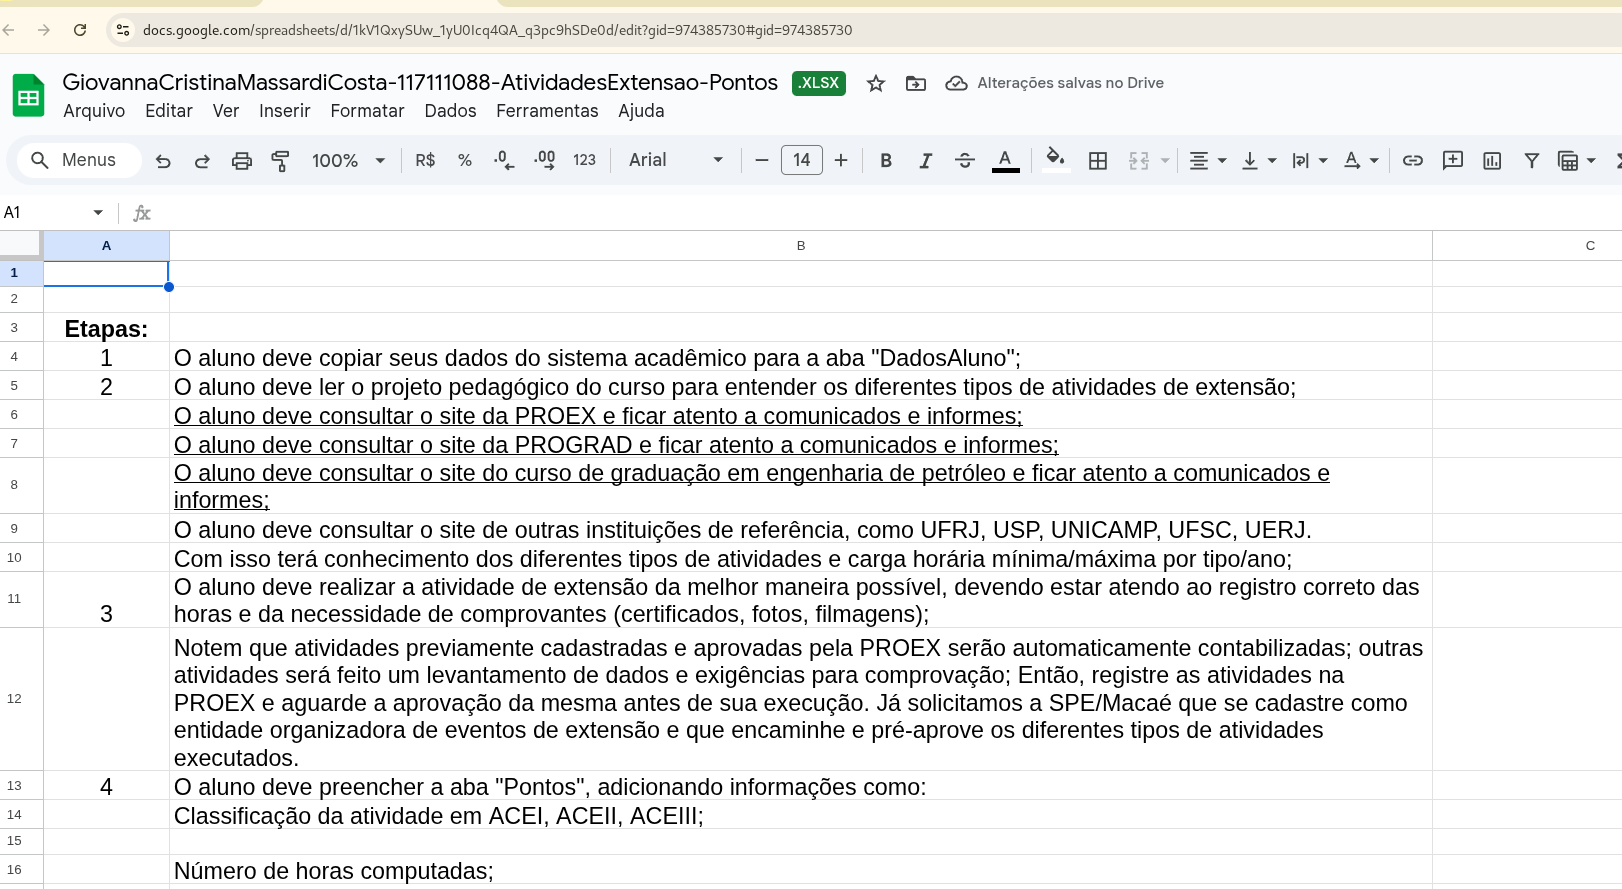 docs.google.com/spreadsheets/d/1kV1QxySUw_1yU0Icq4QA_q3pc9hSDe0d/edit?gid=974385730#gid=974385730
GiovannaCristinaMassardiCosta-117111088-AtividadesExtensao-Pontos .XLSX Alterações salvas no Drive
Arquivo Editar Ver Inserir Formatar Dados Ferramentas Ajuda
Menus 100% R$ % .0 .00 123 Arial 14 B I S A A
A1 fx
A B C
1
2
3 Etapas:
4 1 O aluno deve copiar seus dados do sistema acadêmico para a aba "DadosAluno";
5 2 O aluno deve ler o projeto pedagógico do curso para entender os diferentes tipos de atividades de extensão;
6 O aluno deve consultar o site da PROEX e ficar atento a comunicados e informes;
7 O aluno deve consultar o site da PROGRAD e ficar atento a comunicados e informes;
8 O aluno deve consultar o site do curso de graduação em engenharia de petróleo e ficar atento a comunicados e
informes;
9 O aluno deve consultar o site de outras instituições de referência, como UFRJ, USP, UNICAMP, UFSC, UERJ.
10 Com isso terá conhecimento dos diferentes tipos de atividades e carga horária mínima/máxima por tipo/ano;
11 O aluno deve realizar a atividade de extensão da melhor maneira possível, devendo estar atendo ao registro correto das
3 horas e da necessidade de comprovantes (certificados, fotos, filmagens);
Notem que atividades previamente cadastradas e aprovadas pela PROEX serão automaticamente contabilizadas; outras
atividades será feito um levantamento de dados e exigências para comprovação; Então, registre as atividades na
12 PROEX e aguarde a aprovação da mesma antes de sua execução. Já solicitamos a SPE/Macaé que se cadastre como
entidade organizadora de eventos de extensão e que encaminhe e pré-aprove os diferentes tipos de atividades
executados.
13 4 O aluno deve preencher a aba "Pontos", adicionando informações como:
14 Classificação da atividade em ACEI, ACEII, ACEIII;
15
16 Número de horas computadas;